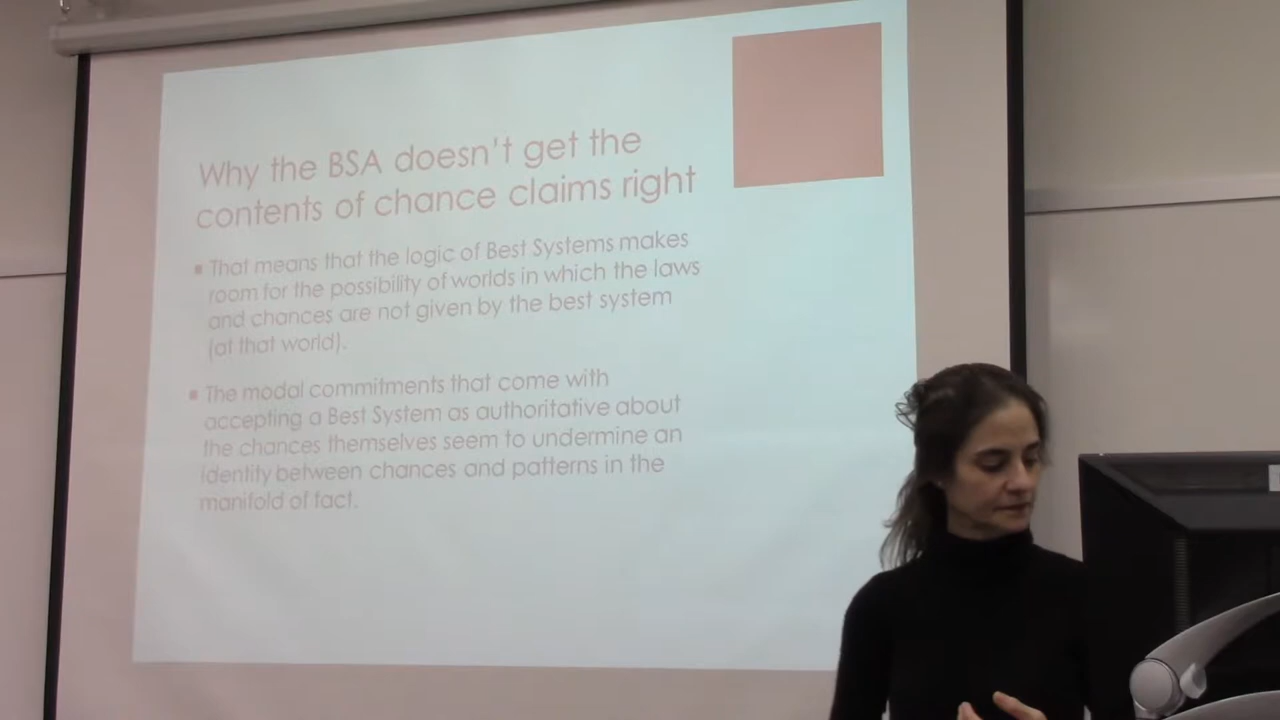 Why the BSA doesn't get the
contents of chance claims right
That means that the logic of Best Systems makes
room for the possibility of worlds in which the laws
and chances are not given by the best system
(at that world).
The modal commitments that come with
accepting a Best System as authoritative about
the chances themselves seem to undermine an
identity between chances and patterns in the
manifold of fact.